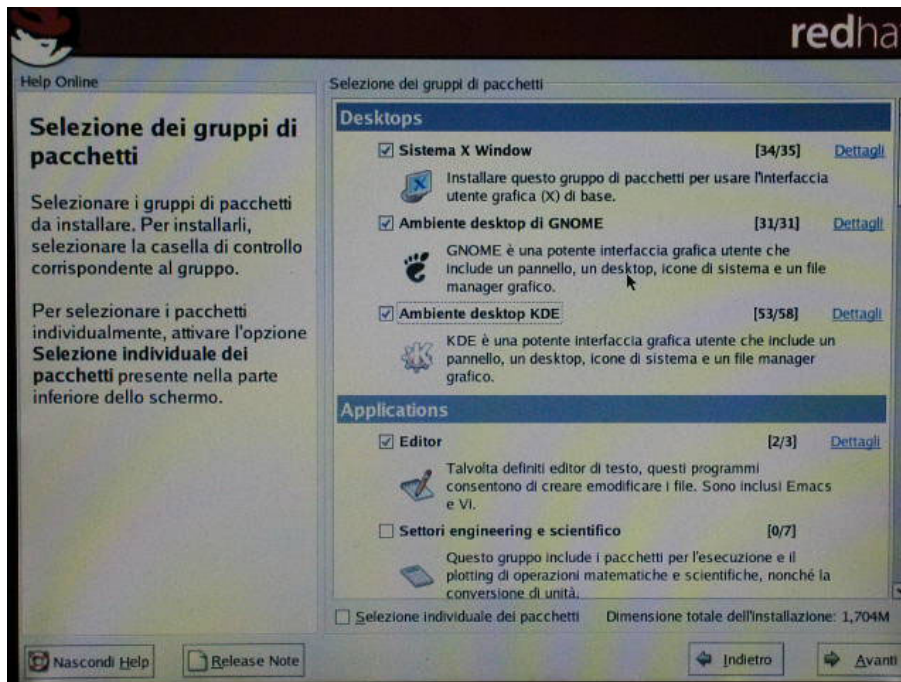 redha
Help Online
Selezione dei gruppi di
pacchetti
Selezionare i gruppi di pacchetti
da installare. Per installarli,
selezionare la casella di controllo
corrispondente al gruppo.
Per selezionare i pacchetti
individualmente, attivare l'opzione
Selezione individuale dei
pacchetti presente nella parte
inferiore dello schermo.
Selezione dei gruppi di pacchetti
Desktops
Sistema X Window [34/35] Dettagli
Installare questo gruppo di pacchetti per usare l'interfaccia
utente grafica (X) di base.
Ambiente desktop di GNOME [31/31] Dettagli
GNOME è una potente interfaccia grafica utente che
include un pannello, un desktop, icone di sistema e un file
manager grafico.
Ambiente desktop KDE [53/58] Dettagli
KDE è una potente interfaccia grafica utente che include un
pannello, un desktop, icone di sistema e un file manager
grafico.
Applications
Editor [2/3] Dettagli
Talvolta definiti editor di testo, questi programmi
consentono di creare emodificare i file. Sono inclusi Emacs
e Vi.
Settori engineering e scientifico [0/7]
Questo gruppo include i pacchetti per l'esecuzione e il
plotting di operazioni matematiche e scientifiche, nonché la
conversione di unità.
Selezione individuale dei pacchetti Dimensione totale dell'installazione: 1,704M
Nascondi Help Release Note Indietro Avanti